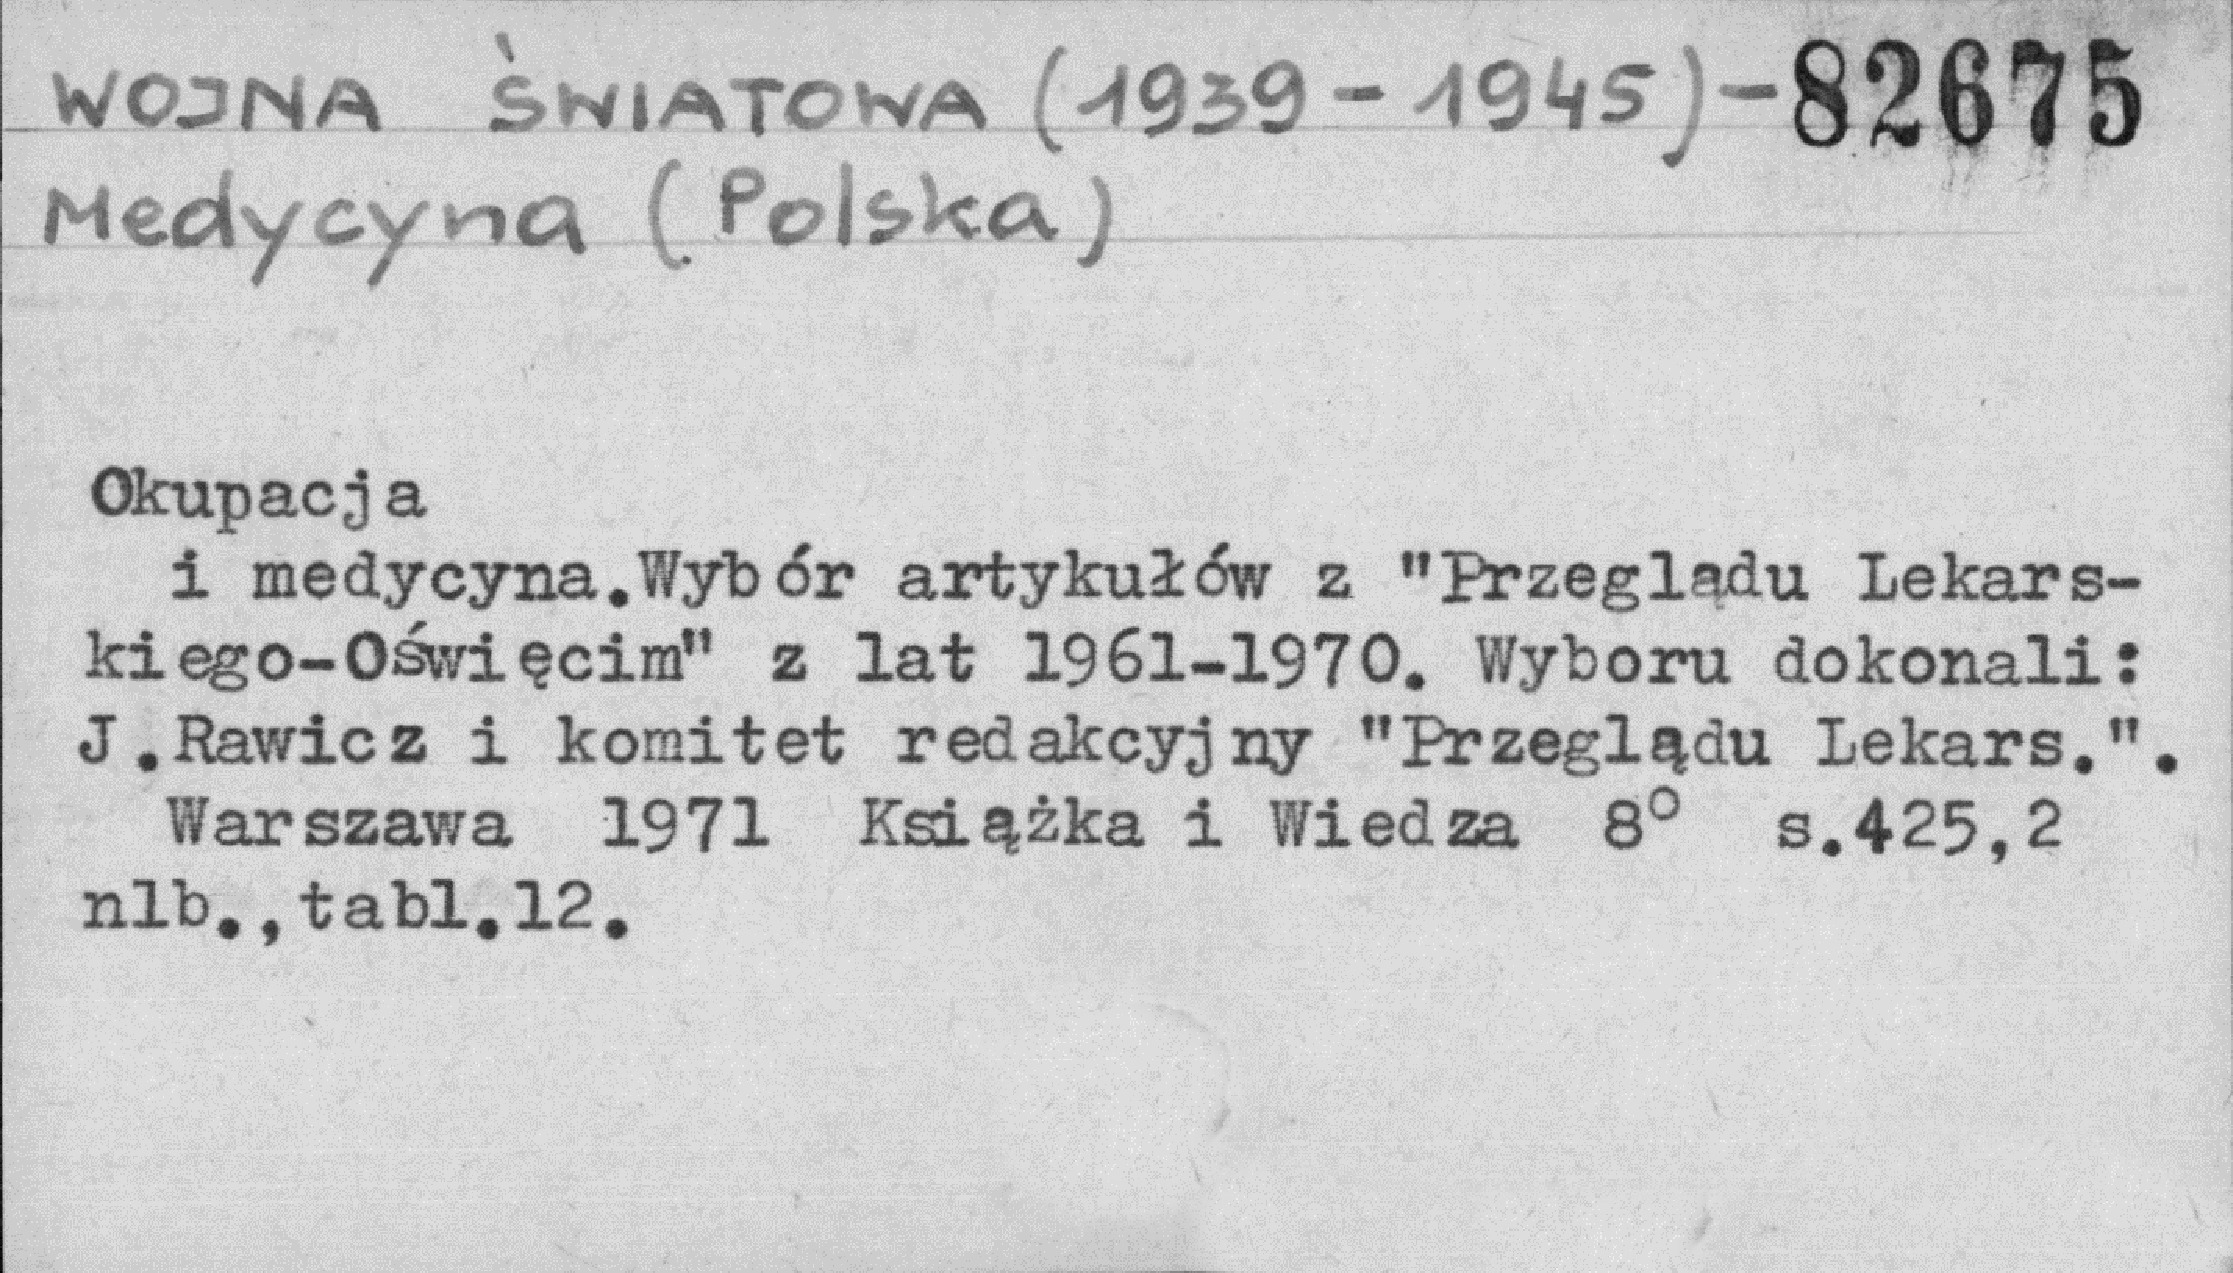 WOJNA ŚWIATOWA (1939-1945)- 82675
Medycyna (Polska)
Okupacja
i medycyna.Wybór artykułów z "Przeglądu Lekars-
kiego-Oświęcim" z lat 1961-1970. Wyboru dokonali:
J.Rawicz i komitet redakcyjny "Przeglądu Lekars.".
Warszawa 1971 Książka i Wiedza 8° s.425,2
nlb.,tabl.12.